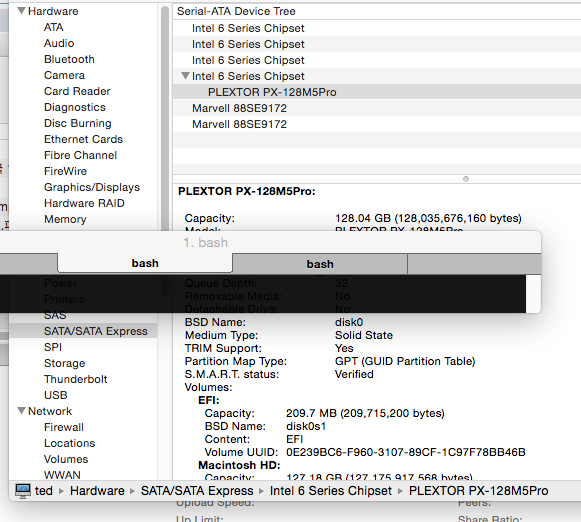 Hardware
ATA
Audio
Bluetooth
Camera
Card Reader
Diagnostics
Disc Burning
Ethernet Cards
Fibre Channel
FireWire
Graphics/Displays
Hardware RAID
Memory
Power
Printers
SAS
SATA/SATA Express
SPI
Storage
Thunderbolt
USB
Network
Firewall
Locations
Volumes
WWAN
Serial-ATA Device Tree
Intel 6 Series Chipset
Intel 6 Series Chipset
Intel 6 Series Chipset
Intel 6 Series Chipset
PLEXTOR PX-128M5Pro
Marvell 88SE9172
Marvell 88SE9172
PLEXTOR PX-128M5Pro:
Capacity: 128.04 GB (128,035,676,160 bytes)
Model: PLEXTOR PX-128M5Pro
1. bash
bash bash
Queue Depth: 32
Removable Media: No
Detachable Drive: No
BSD Name: disk0
Medium Type: Solid State
TRIM Support: Yes
Partition Map Type: GPT (GUID Partition Table)
S.M.A.R.T. status: Verified
Volumes:
EFI:
Capacity: 209.7 MB (209,715,200 bytes)
BSD Name: disk0s1
Content: EFI
Volume UUID: 0E239BC6-F960-3107-89CF-1C97F78BB46B
Macintosh HD:
Capacity: 127.18 GB (127,175,917,568 bytes)
ted Hardware SATA/SATA Express Intel 6 Series Chipset PLEXTOR PX-128M5Pro
Upload Speed: Peers:
Up Limit: Share Ratio: